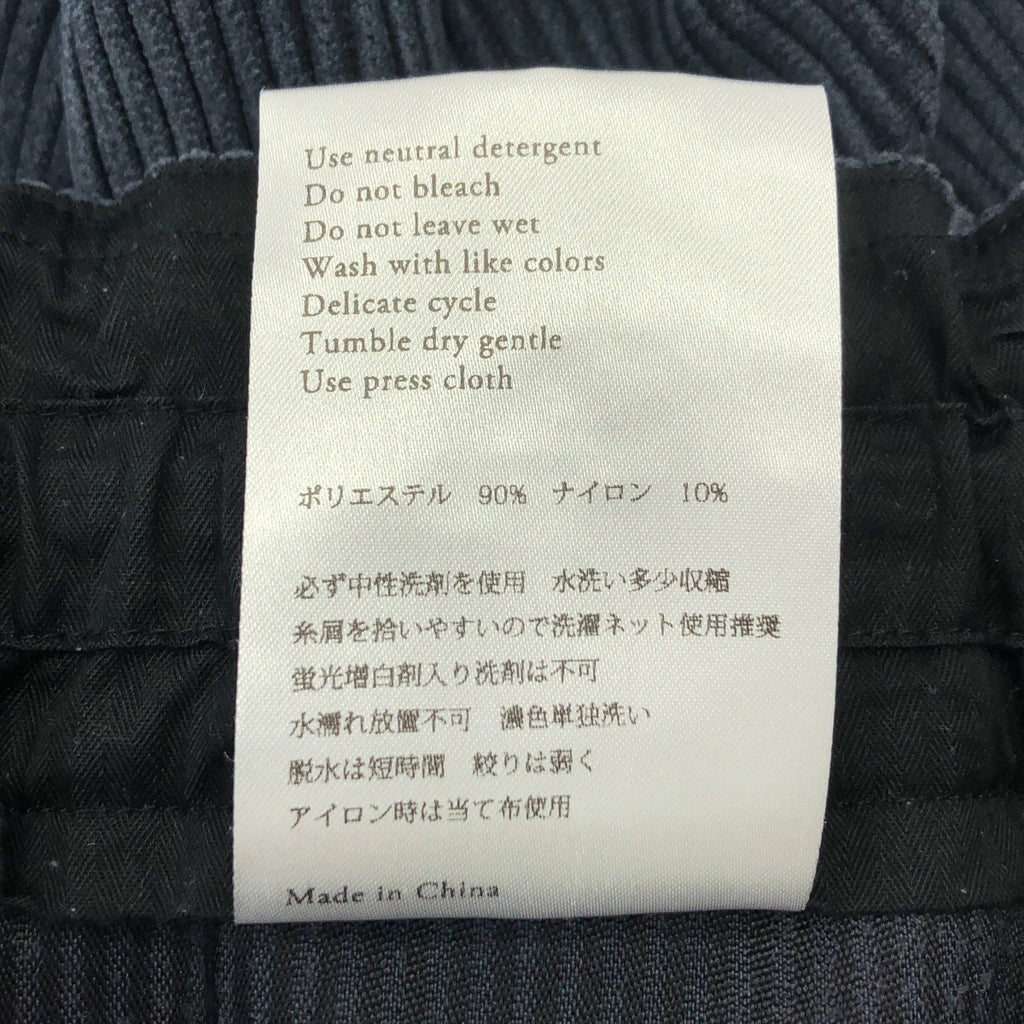 Use neutral detergent
Do not bleach
Do not leave wet
Wash with like colors
Delicate cycle
Tumble dry gentle
Use press cloth
ポリエステル 90% ナイロン 10%
必ず中性洗剤を使用 水洗い多少収縮
糸屑を拾いやすいので洗濯ネット使用推奨
蛍光増白剤入り洗剤は不可
水濡れ放置不可 濃色単独洗い
脱水は短時間 絞りは弱く
アイロン時は当て布使用
Made in China